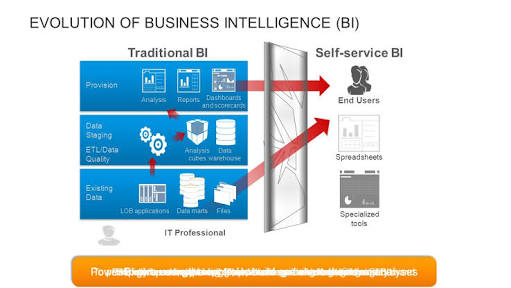 EVOLUTION OF BUSINESS INTELLIGENCE (BI)
Traditional BI
Self-service BI
Provision
Analysis
Reports
Dashboards
and scorecards
Data
Staging
ETL/Data
Quality
Analysis
cubes
Data
warehouse
Existing
Data
LOB applications
Data marts
Files
IT Professional
End Users
Spreadsheets
Specialized
tools